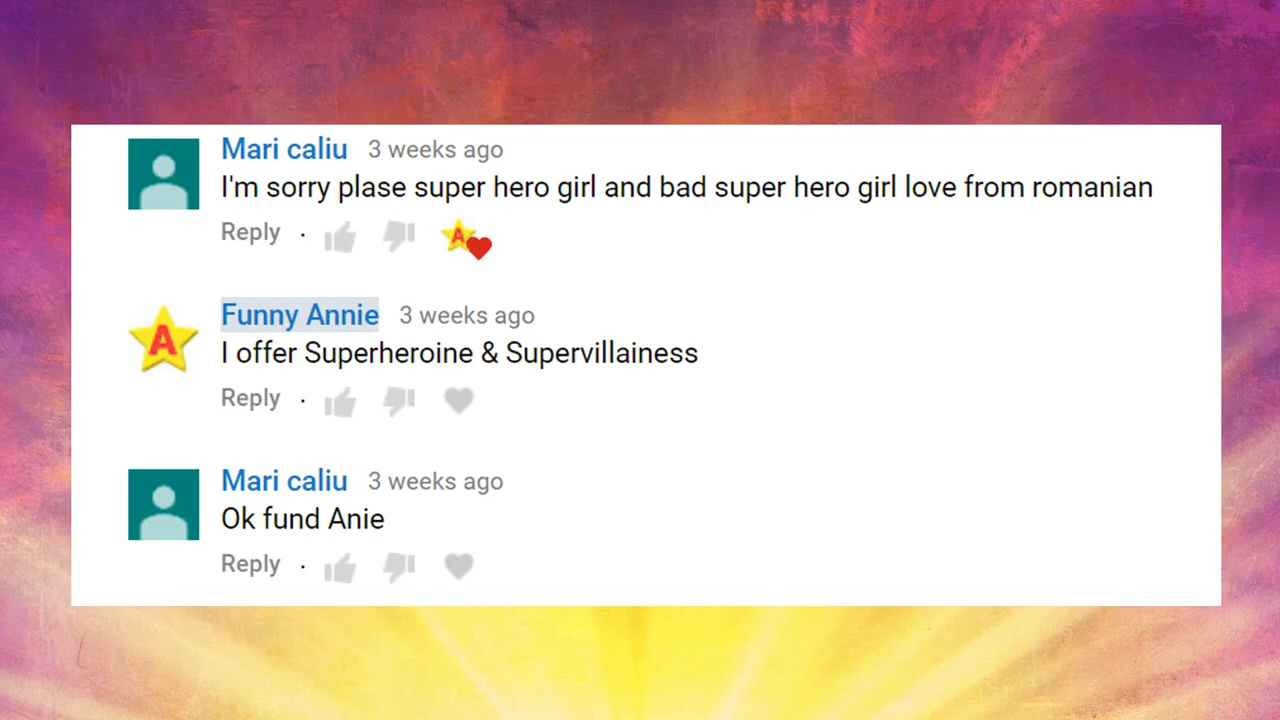 Mari caliu 3 weeks ago
I'm sorry plase super hero girl and bad super hero girl love from romanian
Reply ·
A
Funny Annie 3 weeks ago
A
I offer Superheroine & Supervillainess
Reply ·
Mari caliu 3 weeks ago
Ok fund Anie
Reply ·